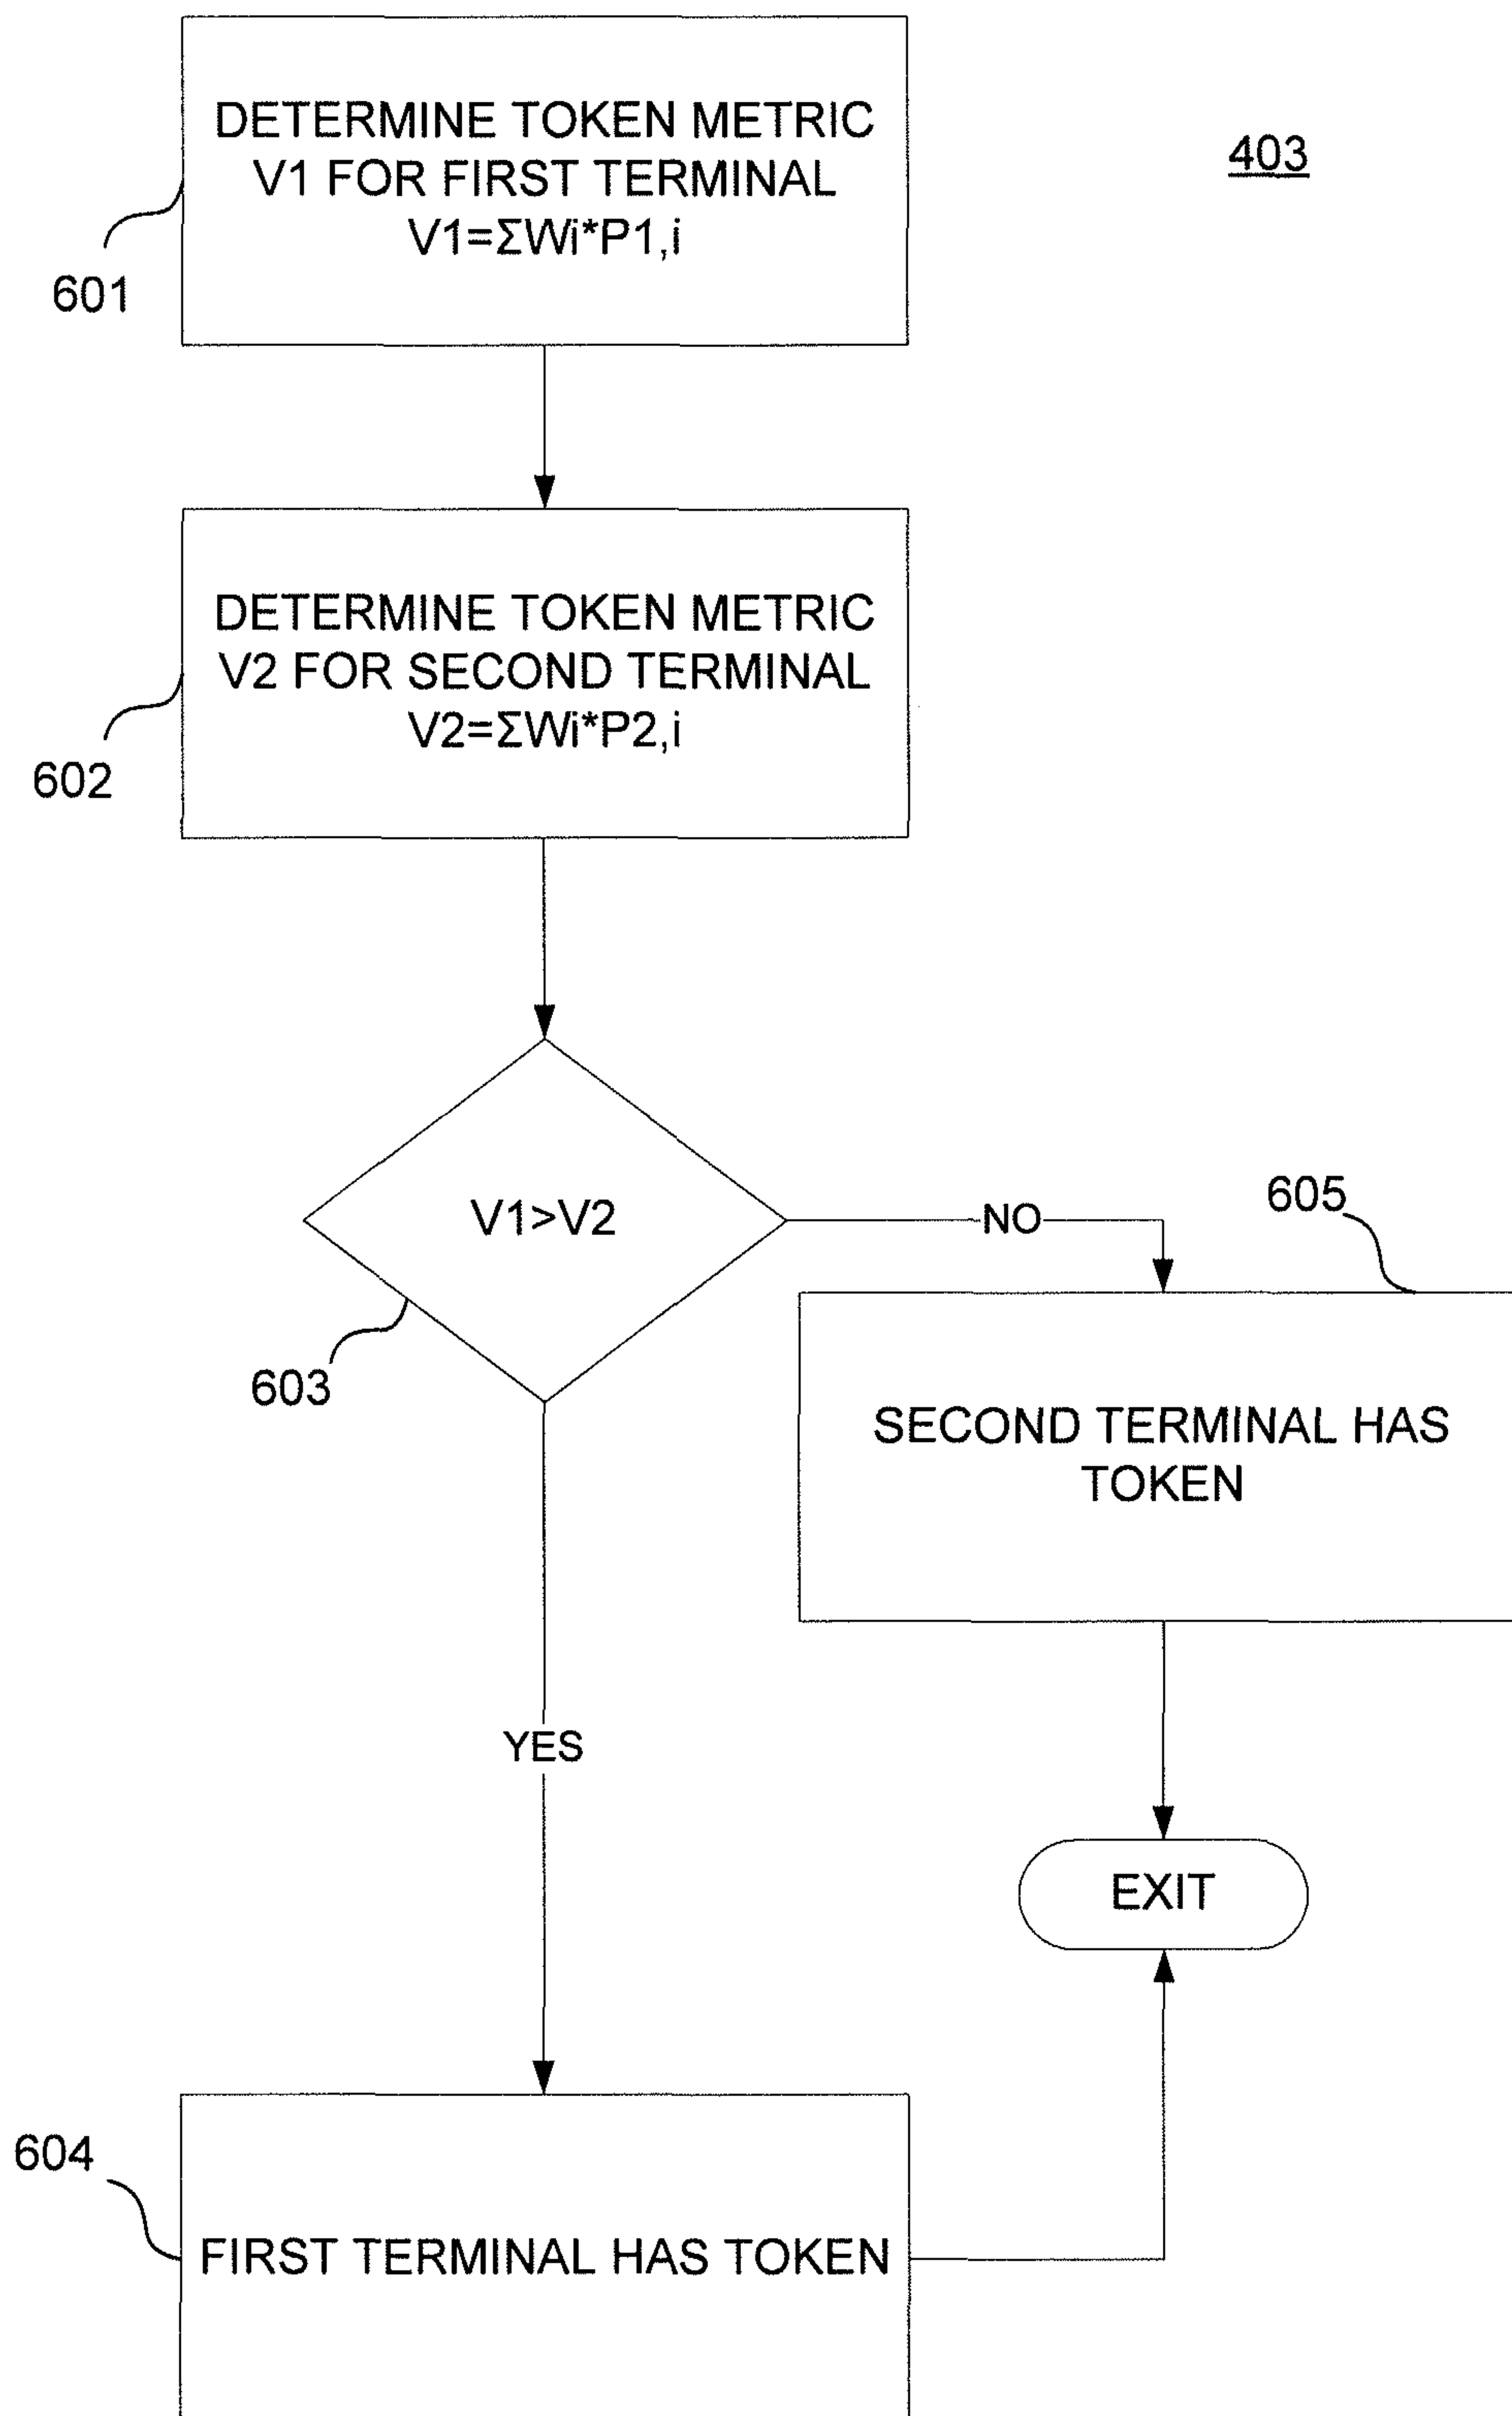 DETERMINE TOKEN METRIC
V1 FOR FIRST TERMINAL
V1=ΣWi*P1,i
403
601
DETERMINE TOKEN METRIC
V2 FOR SECOND TERMINAL
V2=ΣWi*P2,i
602
V1>V2
NO
605
603
SECOND TERMINAL HAS
TOKEN
YES
EXIT
604
FIRST TERMINAL HAS TOKEN